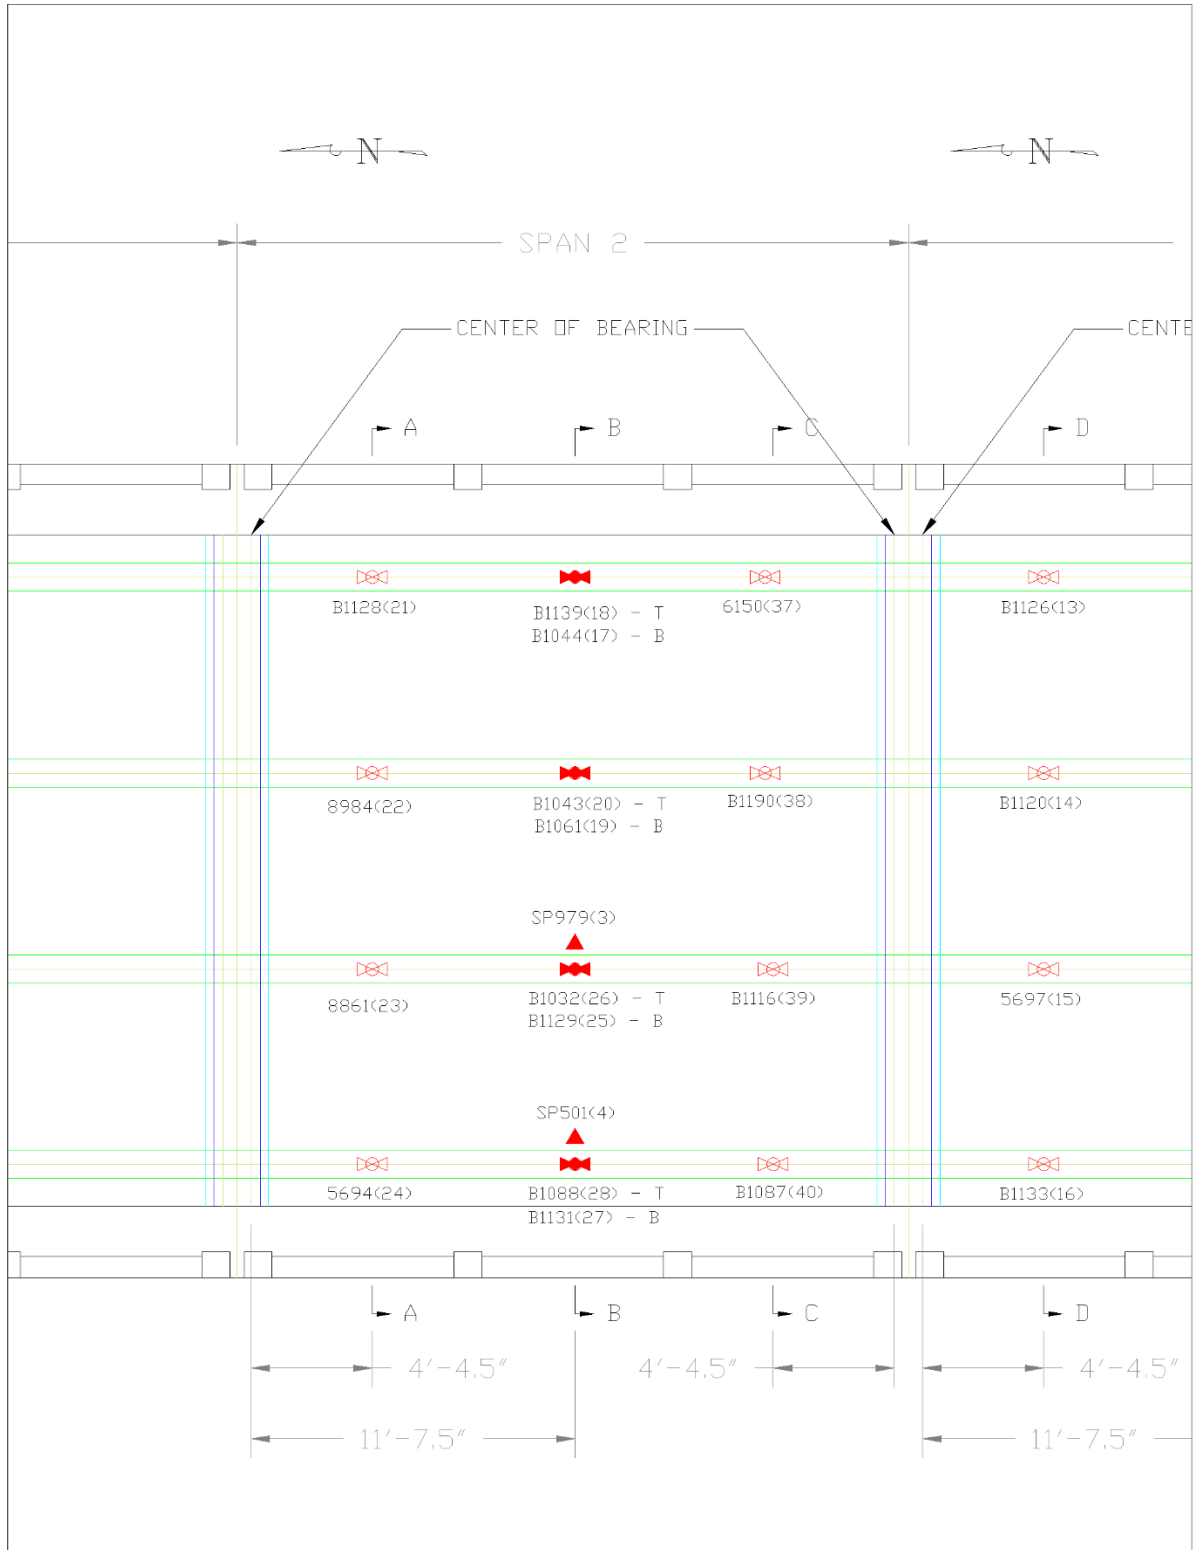 N N
SPAN 2
CENTER OF BEARING CENTE
A B C D
B1128(21) B1139(18) - T 6150(37) B1126(13)
B1044(17) - B
8984(22) B1043(20) - T B1190(38) B1120(14)
B1061(19) - B
SP979(3)
8861(23) B1032(26) - T B1116(39) 5697(15)
B1129(25) - B
SP501(4)
5694(24) B1088(28) - T B1087(40) B1133(16)
B1131(27) - B
A B C D
4'-4.5" 4'-4.5" 4'-4.5"
11'-7.5" 11'-7.5"